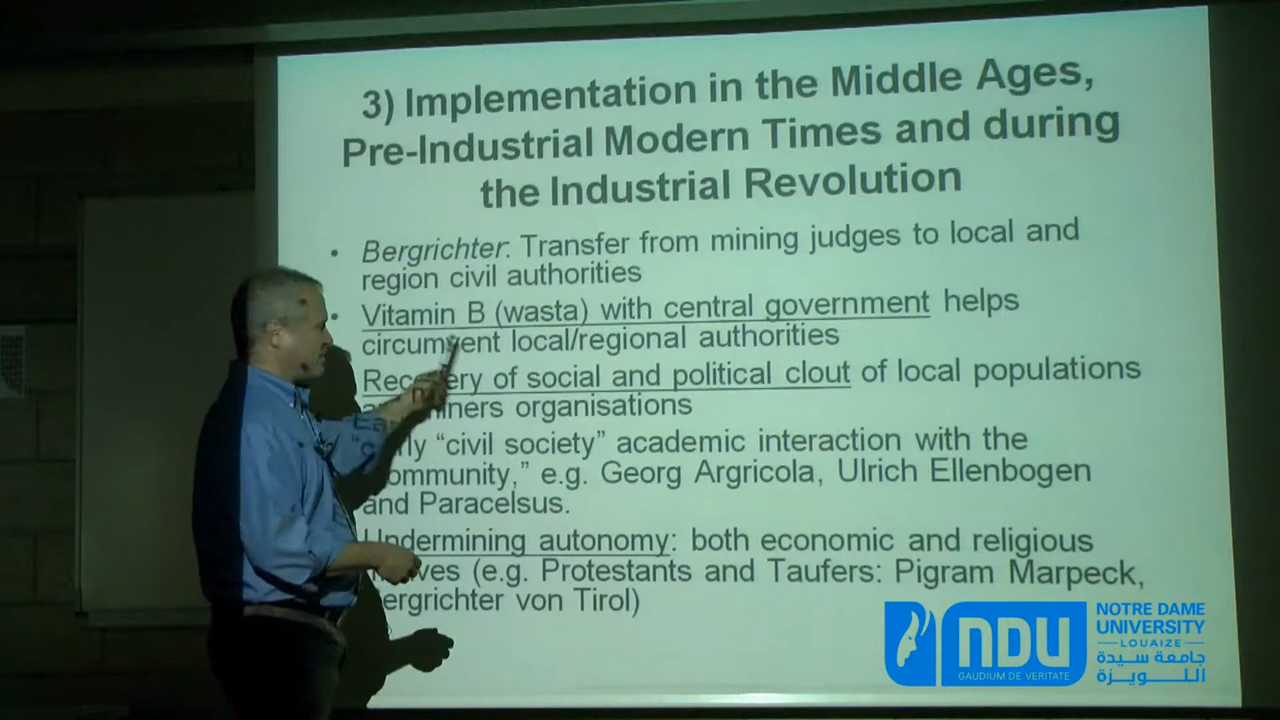 3) Implementation in the Middle Ages,
Pre-Industrial Modern Times and during
the Industrial Revolution
• Bergrichter: Transfer from mining judges to local and
region civil authorities
• Vitamin B (wasta) with central government helps
circumvent local/regional authorities
of social and political clout of local populations
organisations
"civil society" academic interaction with the
e.g. Georg Argricola, Ulrich Ellenbogen
and Paracelsus.
Undermining autonomy: both economic and religious
(e.g. Protestants and Taufers: Pigram Marpeck,
von Tirol)
NDU
GAUDIUM DE VERITATE
NOTRE DAME
UNIVERSITY
LOUAIZE
جامعة سيدة
اللويزة